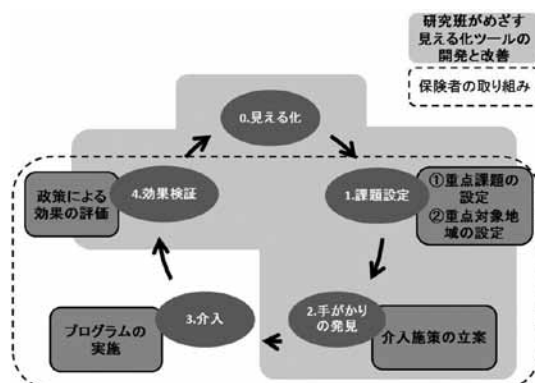 研究班がめざす
見える化ツールの
開発と改善
保険者の取り組み
0.見える化
政策による
効果の評価
4.効果検証
1.課題設定
①重点課題の
設定
②重点対象地
域の設定
プログラムの
実施
3.介入
2.手がかり
の発見
介入施策の立案